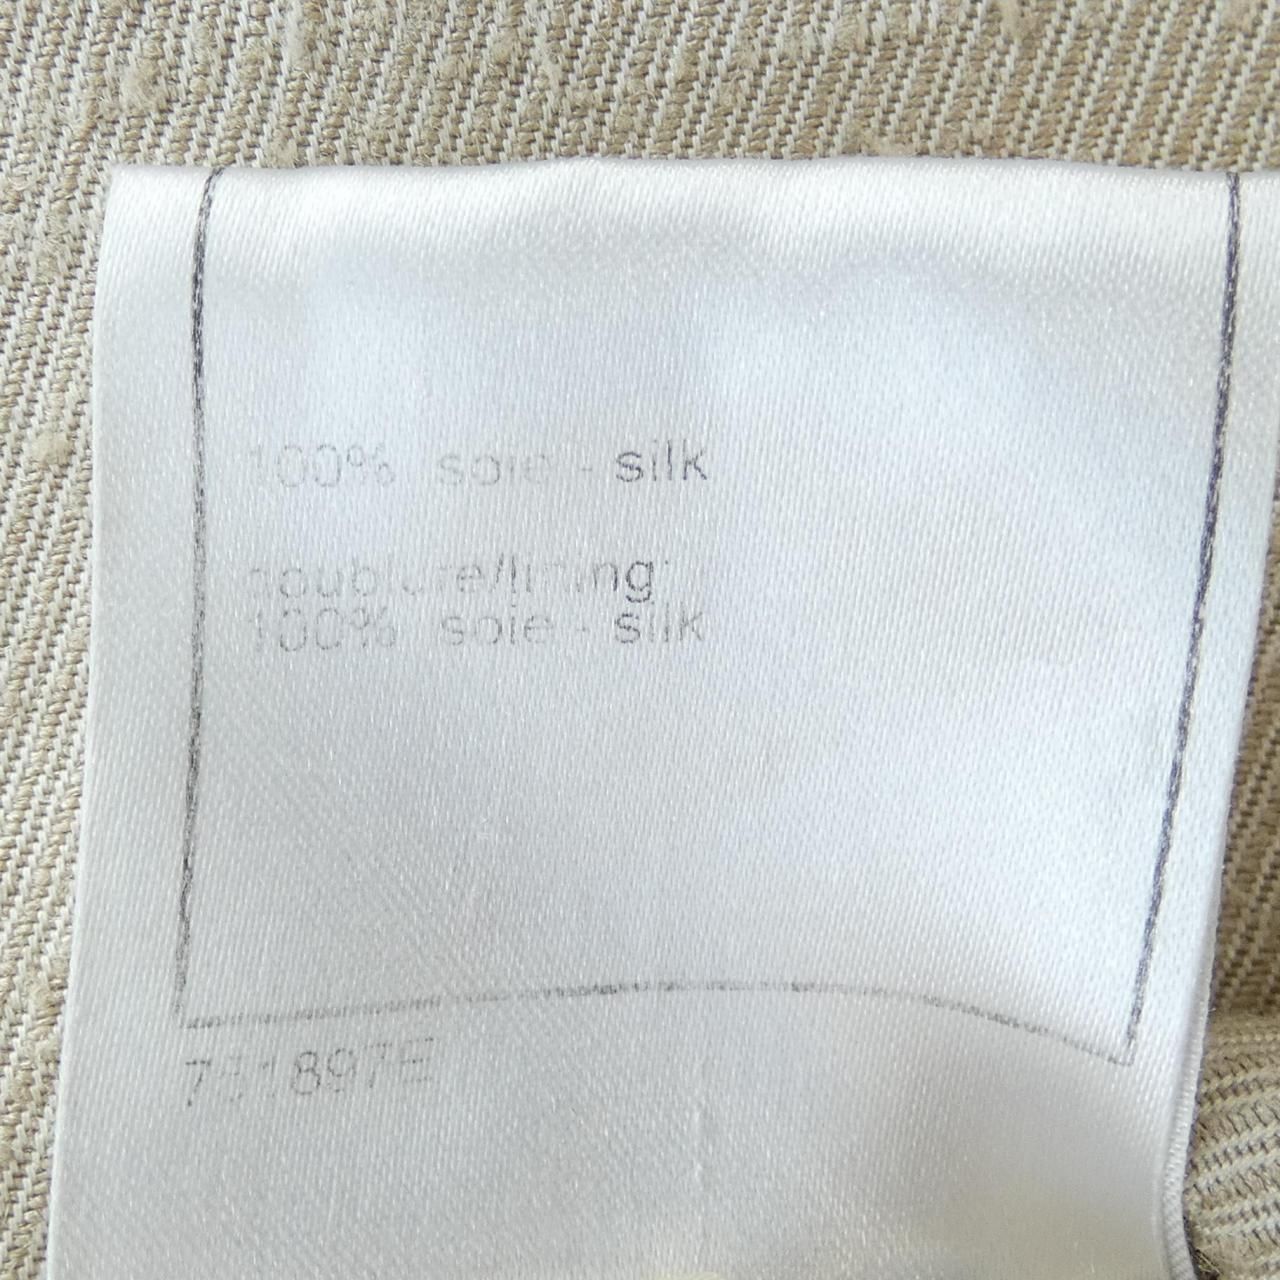 100% soie - silk
doublure/lining:
100% soie - silk